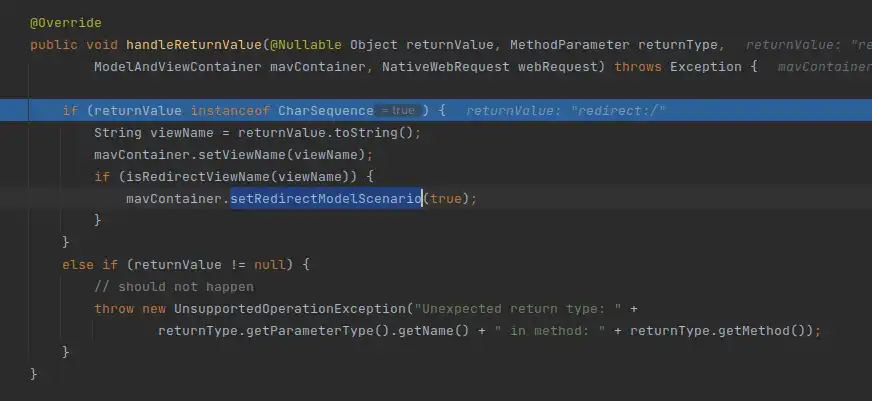 @Override
public void handleReturnValue(@Nullable Object returnValue, MethodParameter returnType,   returnValue: "re
        ModelAndViewContainer mavContainer, NativeWebRequest webRequest) throws Exception {   mavContainer
    if (returnValue instanceof CharSequence = true ) {   returnValue: "redirect:/"
        String viewName = returnValue.toString();
        mavContainer.setViewName(viewName);
        if (isRedirectViewName(viewName)) {
            mavContainer.setRedirectModelScenario(true);
        }
    }
    else if (returnValue != null) {
        // should not happen
        throw new UnsupportedOperationException("Unexpected return type: " +
                returnType.getParameterType().getName() + " in method: " + returnType.getMethod());
    }
}